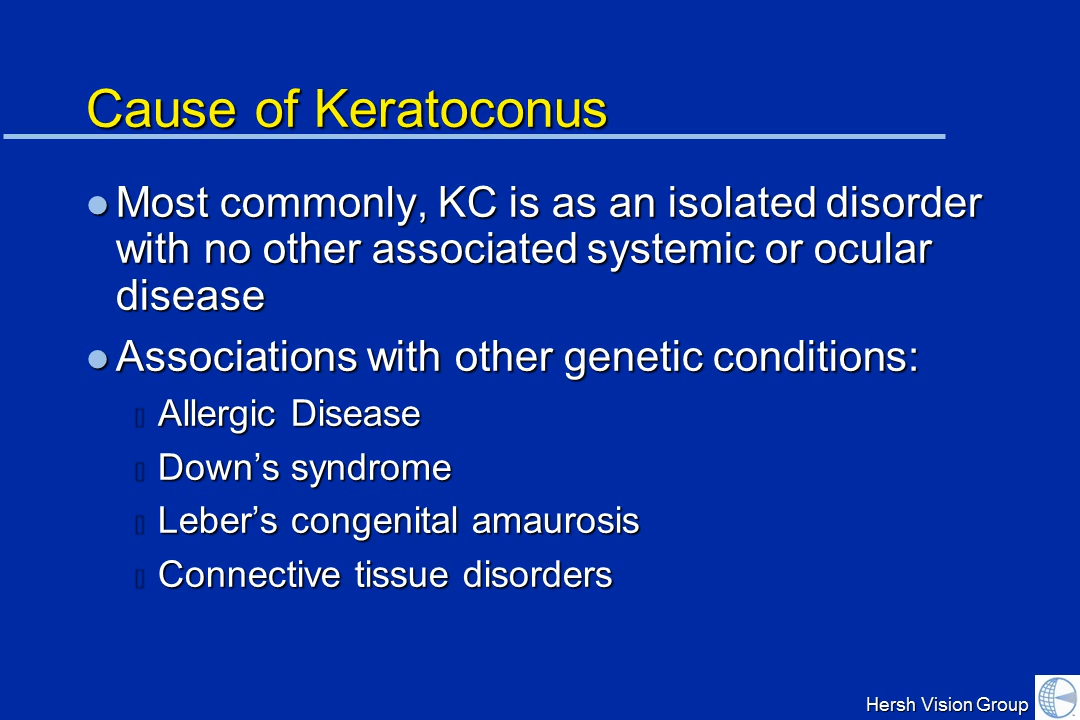 Cause of Keratoconus
Most commonly, KC is as an isolated disorder
with no other associated systemic or ocular
disease
Associations with other genetic conditions:
Allergic Disease
Down’s syndrome
Leber’s congenital amaurosis
Connective tissue disorders
Hersh Vision Group